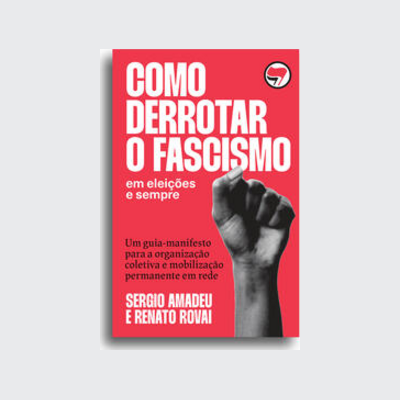 COMO
DERROTAR
O FASCISMO
em eleições
e sempre
Um guia-manifesto
para a organização
coletiva e mobilização
permanente em rede
SERGIO AMADEU
E RENATO ROVAI